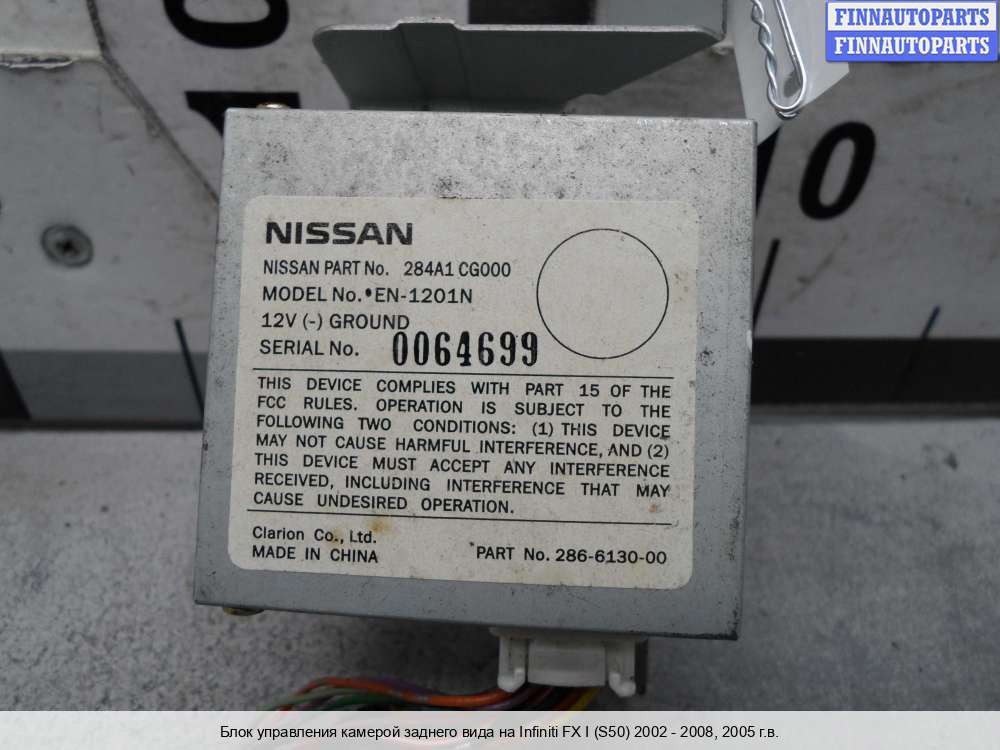 FINNAUTOPARTS
FINNAUTOPARTS
10
NISSAN
NISSAN PART No. 284A1 CG000
MODEL No. EN-1201N
12V (-) GROUND
SERIAL No. 0064699
THIS DEVICE COMPLIES WITH PART 15 OF THE
FCC RULES. OPERATION IS SUBJECT TO THE
FOLLOWING TWO CONDITIONS: (1) THIS DEVICE
MAY NOT CAUSE HARMFUL INTERFERENCE, AND (2)
THIS DEVICE MUST ACCEPT ANY INTERFERENCE
RECEIVED, INCLUDING INTERFERENCE THAT MAY
CAUSE UNDESIRED OPERATION.
Clarion Co., Ltd.
MADE IN CHINA
PART No. 286-6130-00
Блок управления камерой заднего вида на Infiniti FX I (S50) 2002 - 2008, 2005 г.в.